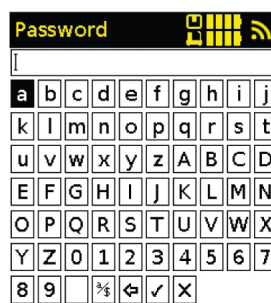 Password
a b c d e f g h i j
k l m n o p q r s t
u v w x y z A B C D
E F G H I J K L M N
O P Q R S T U V W X
Y Z 0 1 2 3 4 5 6 7
8 9 ⅍$ ⇦ ✓ X